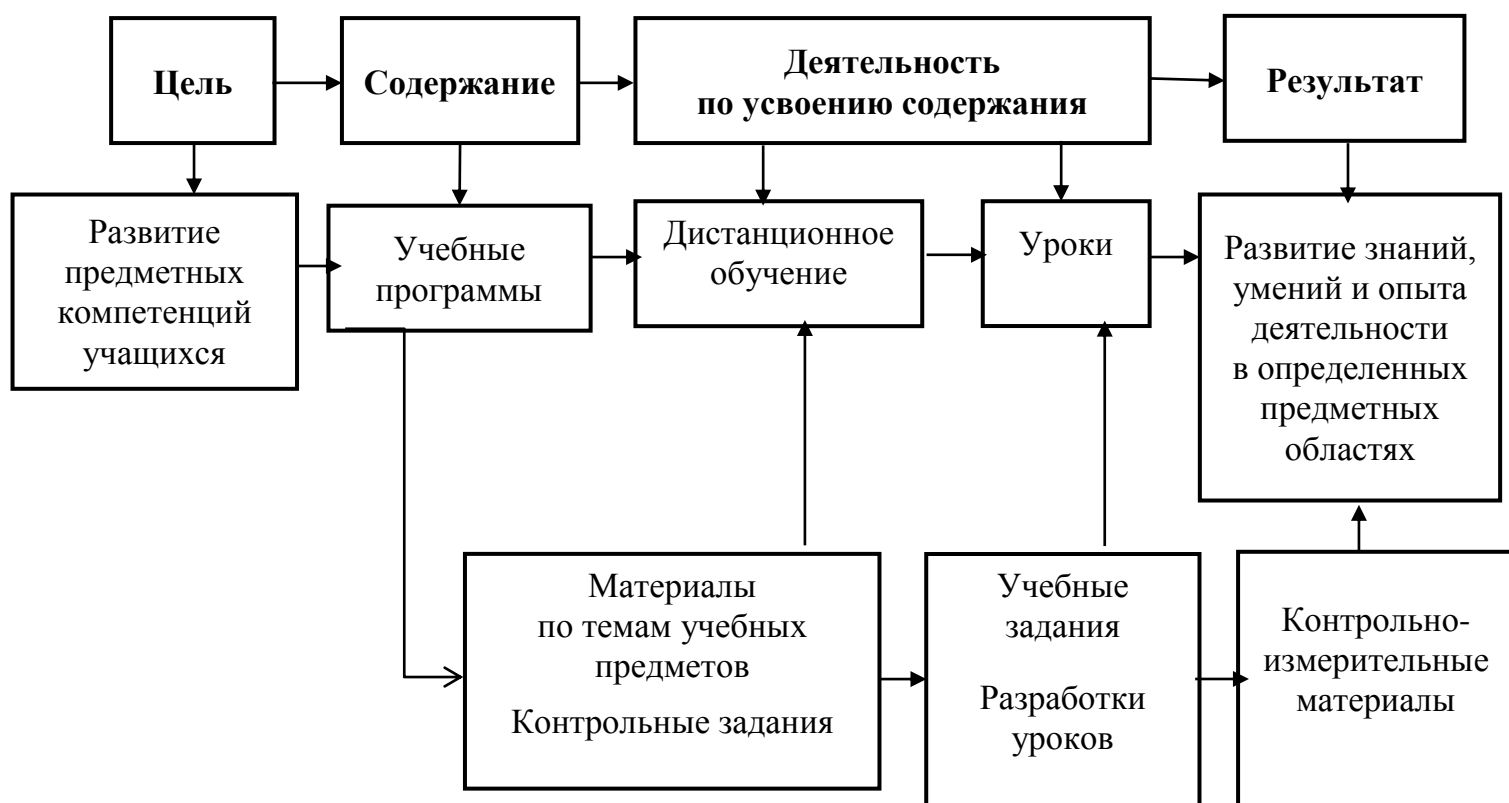 Цель
Содержание
Деятельность
по усвоению содержания
Результат
Развитие
предметных
компетенций
учащихся
Учебные
программы
Дистанционное
обучение
Уроки
Развитие знаний,
умений и опыта
деятельности
в определенных
предметных
областях
Материалы
по темам учебных
предметов
Контрольные задания
Учебные
задания
Разработки
уроков
Контрольно-
измерительные
материалы